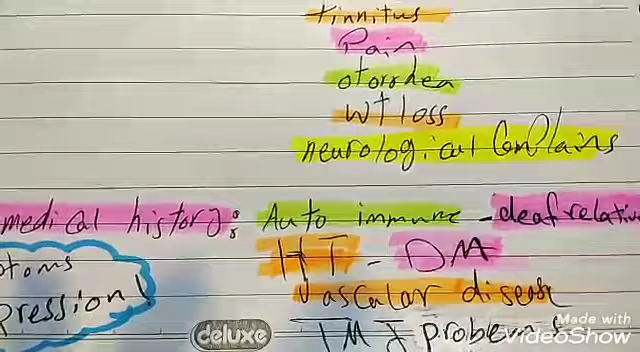 tinnitus
Pain
otorrhea
wt loss
neurological Complains
medical history: Auto immune - deaf relative
HT - DM
Vascular disease
TMJ probems
ptoms
pression!
deluxe
Made with
VideoShow